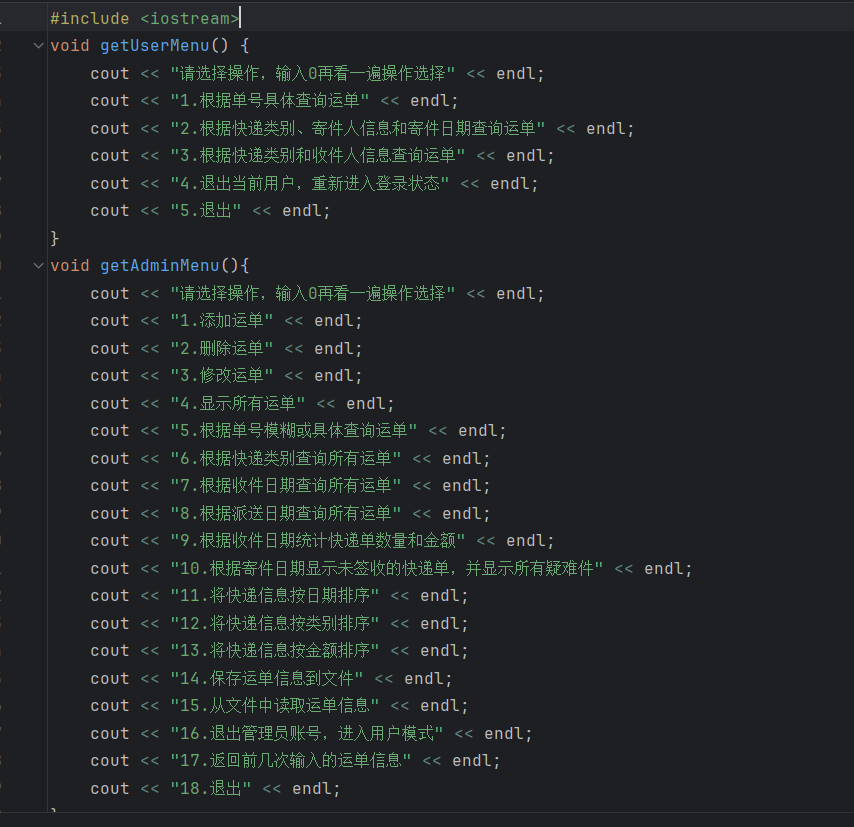 #include <iostream>
void getUserMenu() {
    cout << "请选择操作，输入0再看一遍操作选择" << endl;
    cout << "1.根据单号具体查询运单" << endl;
    cout << "2.根据快递类别、寄件人信息和寄件日期查询运单" << endl;
    cout << "3.根据快递类别和收件人信息查询运单" << endl;
    cout << "4.退出当前用户，重新进入登录状态" << endl;
    cout << "5.退出" << endl;
}
void getAdminMenu(){
    cout << "请选择操作，输入0再看一遍操作选择" << endl;
    cout << "1.添加运单" << endl;
    cout << "2.删除运单" << endl;
    cout << "3.修改运单" << endl;
    cout << "4.显示所有运单" << endl;
    cout << "5.根据单号模糊或具体查询运单" << endl;
    cout << "6.根据快递类别查询所有运单" << endl;
    cout << "7.根据收件日期查询所有运单" << endl;
    cout << "8.根据派送日期查询所有运单" << endl;
    cout << "9.根据收件日期统计快递单数量和金额" << endl;
    cout << "10.根据寄件日期显示未签收的快递单，并显示所有疑难件" << endl;
    cout << "11.将快递信息按日期排序" << endl;
    cout << "12.将快递信息按类别排序" << endl;
    cout << "13.将快递信息按金额排序" << endl;
    cout << "14.保存运单信息到文件" << endl;
    cout << "15.从文件中读取运单信息" << endl;
    cout << "16.退出管理员账号，进入用户模式" << endl;
    cout << "17.返回前几次输入的运单信息" << endl;
    cout << "18.退出" << endl;